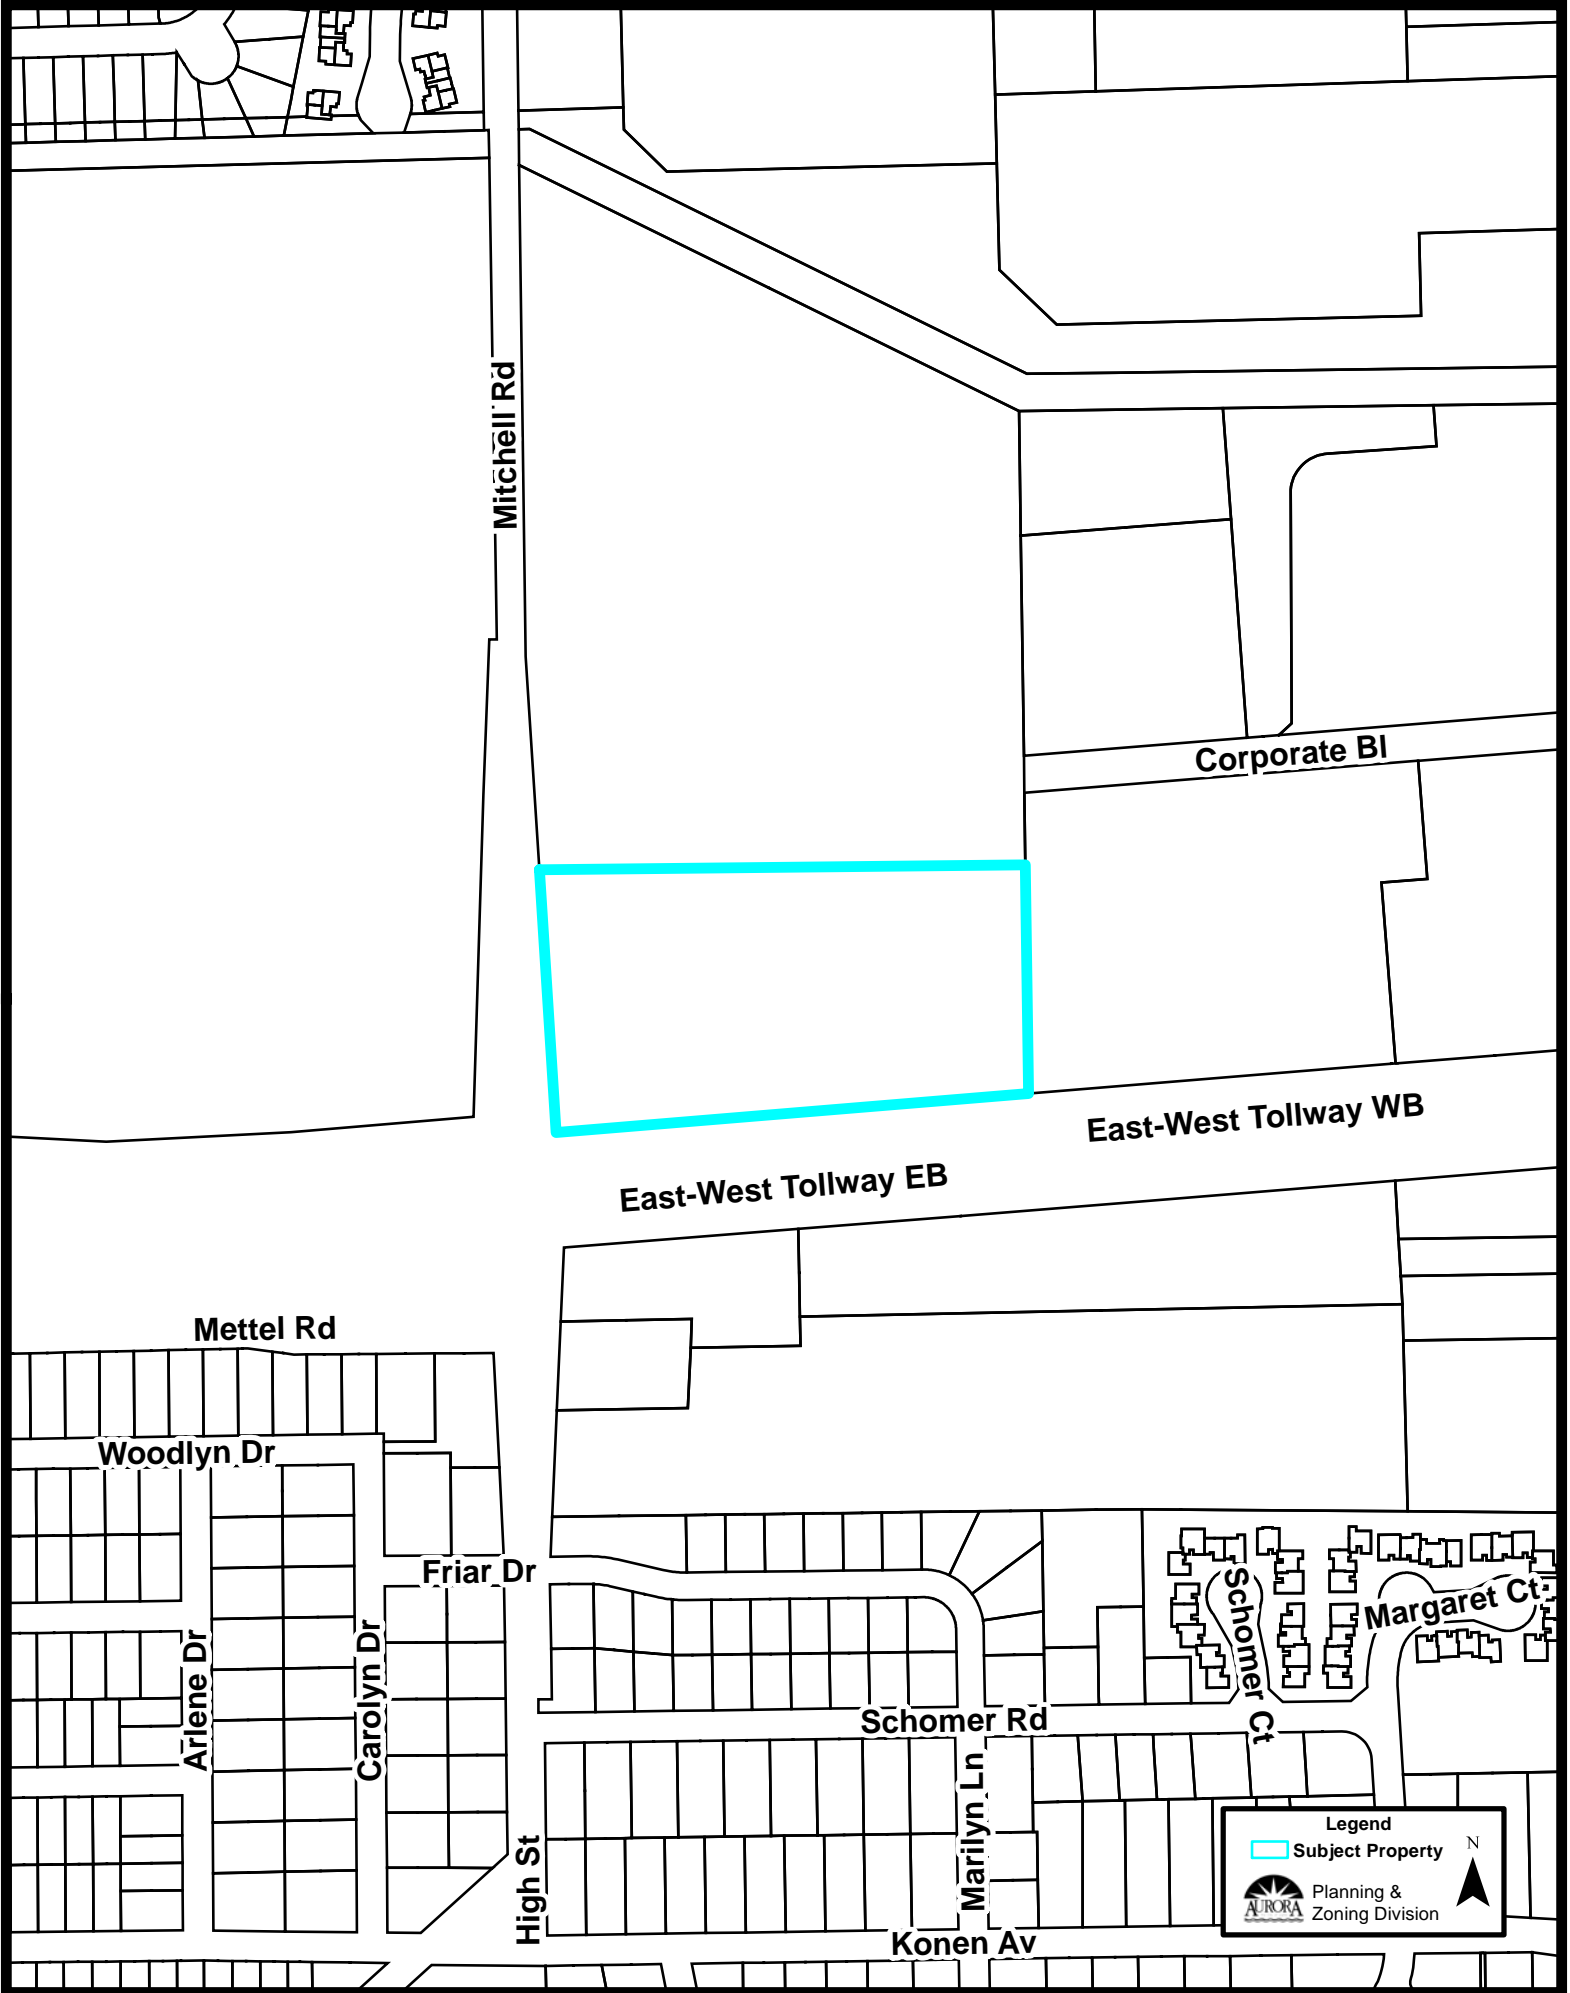 Mitchell Rd
Corporate Bl
East-West Tollway WB
East-West Tollway EB
Mettel Rd
Woodlyn Dr
Friar Dr
Schomer Ct
Margaret Ct
Arlene Dr
Carolyn Dr
Schomer Rd
Marilyn Ln
High St
Konen Av
Legend
Subject Property
N
AURORA
Planning &
Zoning Division